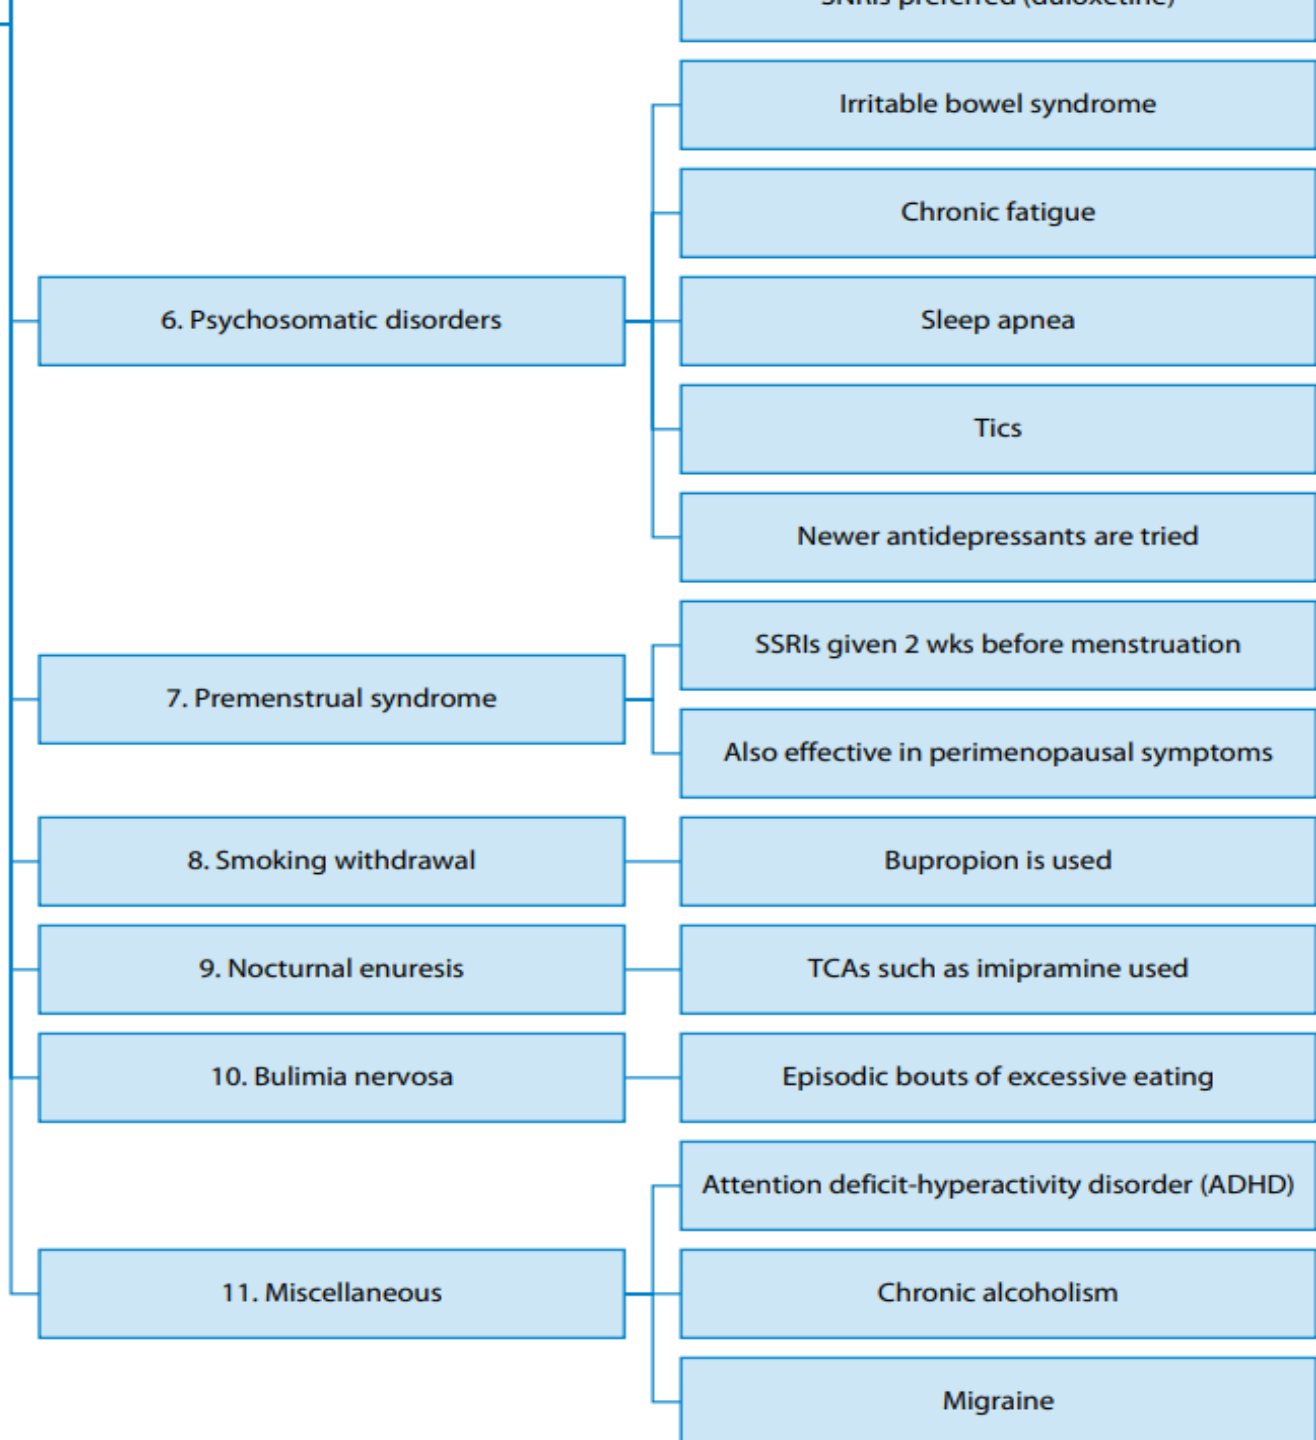 SNRIs preferred (duloxetine)
Irritable bowel syndrome
Chronic fatigue
6. Psychosomatic disorders
Sleep apnea
Tics
Newer antidepressants are tried
7. Premenstrual syndrome
SSRIs given 2 wks before menstruation
Also effective in perimenopausal symptoms
8. Smoking withdrawal
Bupropion is used
9. Nocturnal enuresis
TCAs such as imipramine used
10. Bulimia nervosa
Episodic bouts of excessive eating
11. Miscellaneous
Attention deficit-hyperactivity disorder (ADHD)
Chronic alcoholism
Migraine